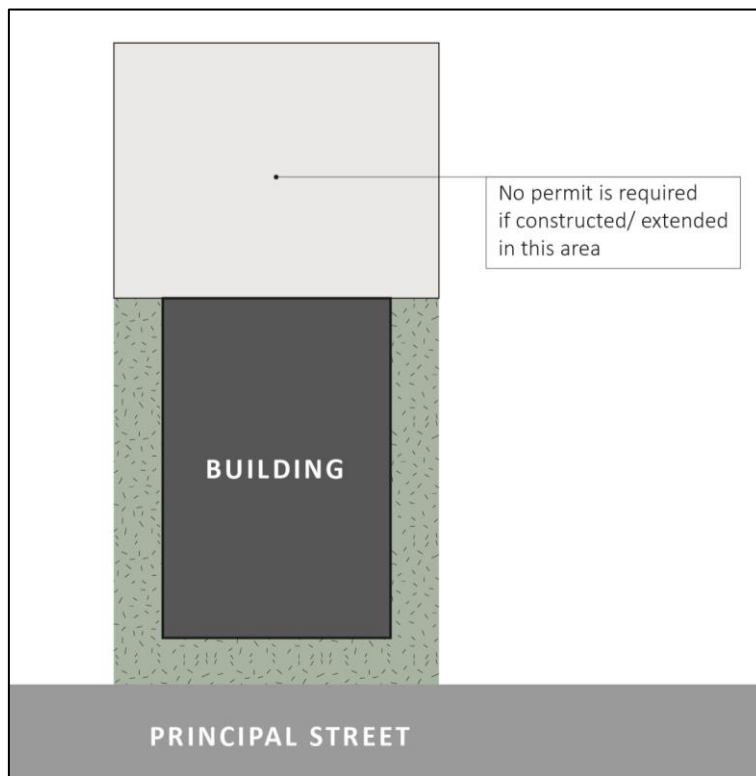 No permit is required
if constructed/ extended
in this area
BUILDING
PRINCIPAL STREET